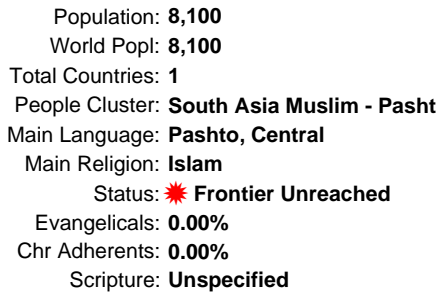 Population: 8,100
World Popl: 8,100
Total Countries: 1
People Cluster: South Asia Muslim - Pasht
Main Language: Pashto, Central
Main Religion: Islam
Status: Frontier Unreached
Evangelicals: 0.00%
Chr Adherents: 0.00%
Scripture: Unspecified